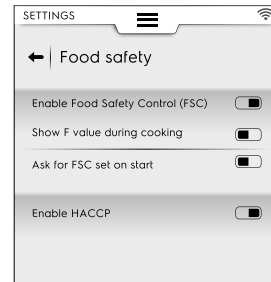 SETTINGS
Food safety
Enable Food Safety Control (FSC)
Show F value during cooking
Ask for FSC set on start
Enable HACCP